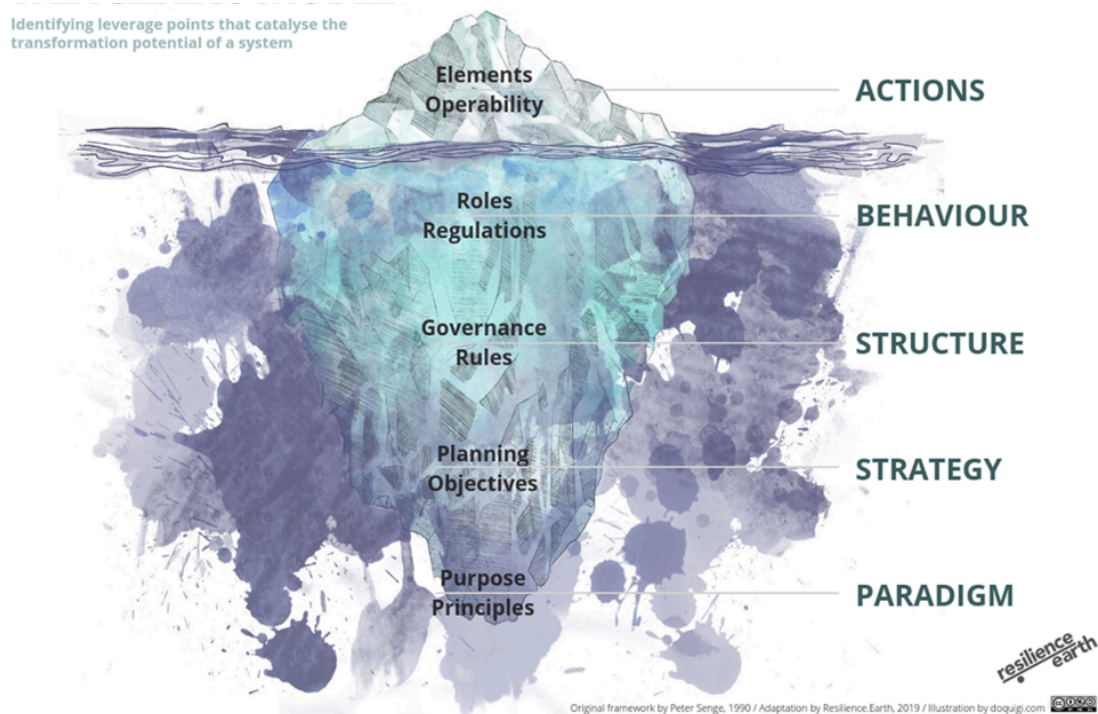 Identifying leverage points that catalyse the
transformation potential of a system
Elements
Operability
ACTIONS
Roles
Regulations
BEHAVIOUR
Governance
Rules
STRUCTURE
Planning
Objectives
STRATEGY
Purpose
Principles
PARADIGM
resilience
earth
Original framework by Peter Senge, 1990 / Adaptation by Resilience.Earth, 2019 / Illustration by doquigi.com